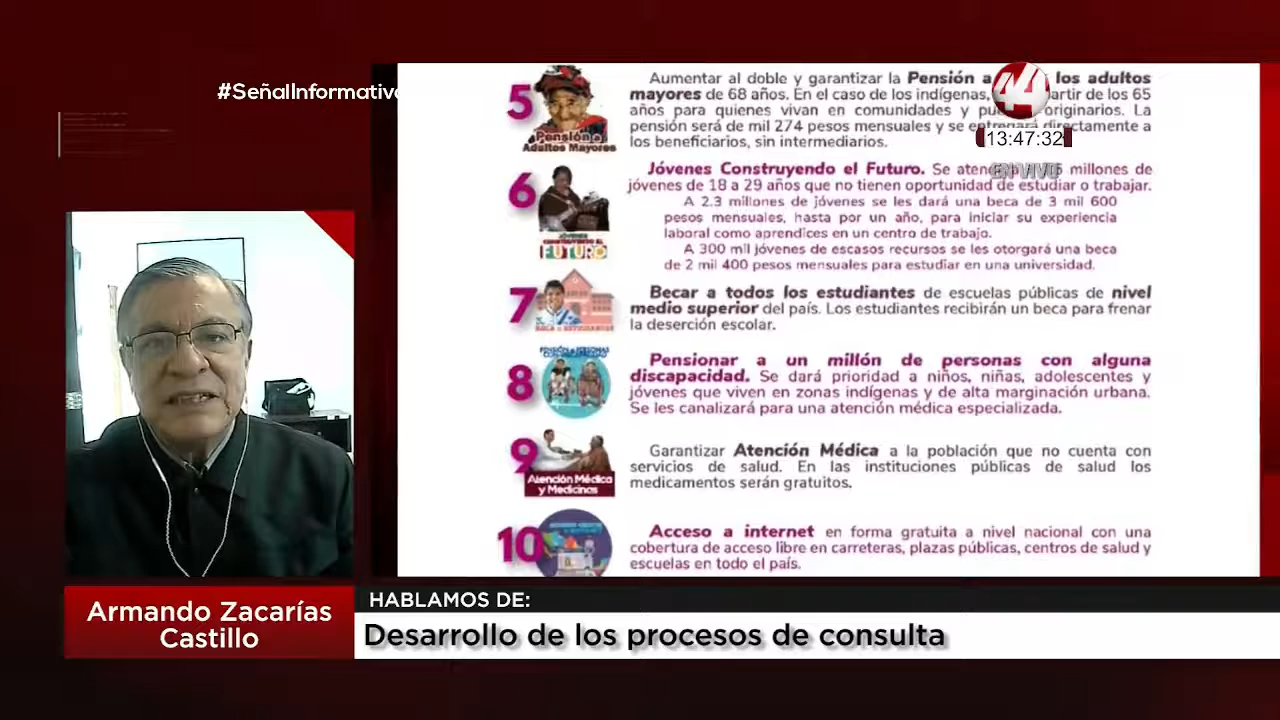 #SeñalInformativa
44
13:47:32
EN VIVO
5
Pensión a
Adultos Mayores
Aumentar al doble y garantizar la Pensión a los adultos
mayores de 68 años. En el caso de los indígenas, artir de los 65
años para quienes vivan en comunidades y pu originarios. La
pensión será de mil 274 pesos mensuales y se entregará directamente a
los beneficiarios, sin intermediarios.
6
JÓVENES
CONSTRUYENDO EL
FUTURO
Jóvenes Construyendo el Futuro. Se aten millones de
jóvenes de 18 a 29 años que no tienen oportunidad de estudiar o trabajar.
A 2.3 millones de jóvenes se les dará una beca de 3 mil 600
pesos mensuales, hasta por un año, para iniciar su experiencia
laboral como aprendices en un centro de trabajo.
A 300 mil jóvenes de escasos recursos se les otorgará una beca
de 2 mil 400 pesos mensuales para estudiar en una universidad.
7
Becar a todos los estudiantes de escuelas públicas de nivel
medio superior del país. Los estudiantes recibirán un beca para frenar
la deserción escolar.
8
Pensionar a un millón de personas con alguna
discapacidad. Se dará prioridad a niños, niñas, adolescentes y
jóvenes que viven en zonas indígenas y de alta marginación urbana.
Se les canalizará para una atención médica especializada.
9
Atención Médica
y Medicinas
Garantizar Atención Médica a la población que no cuenta con
servicios de salud. En las instituciones públicas de salud los
medicamentos serán gratuitos.
10
Acceso a internet en forma gratuita a nivel nacional con una
cobertura de acceso libre en carreteras, plazas públicas, centros de salud y
escuelas en todo el país.
Armando Zacarías
Castillo
HABLAMOS DE:
Desarrollo de los procesos de consulta